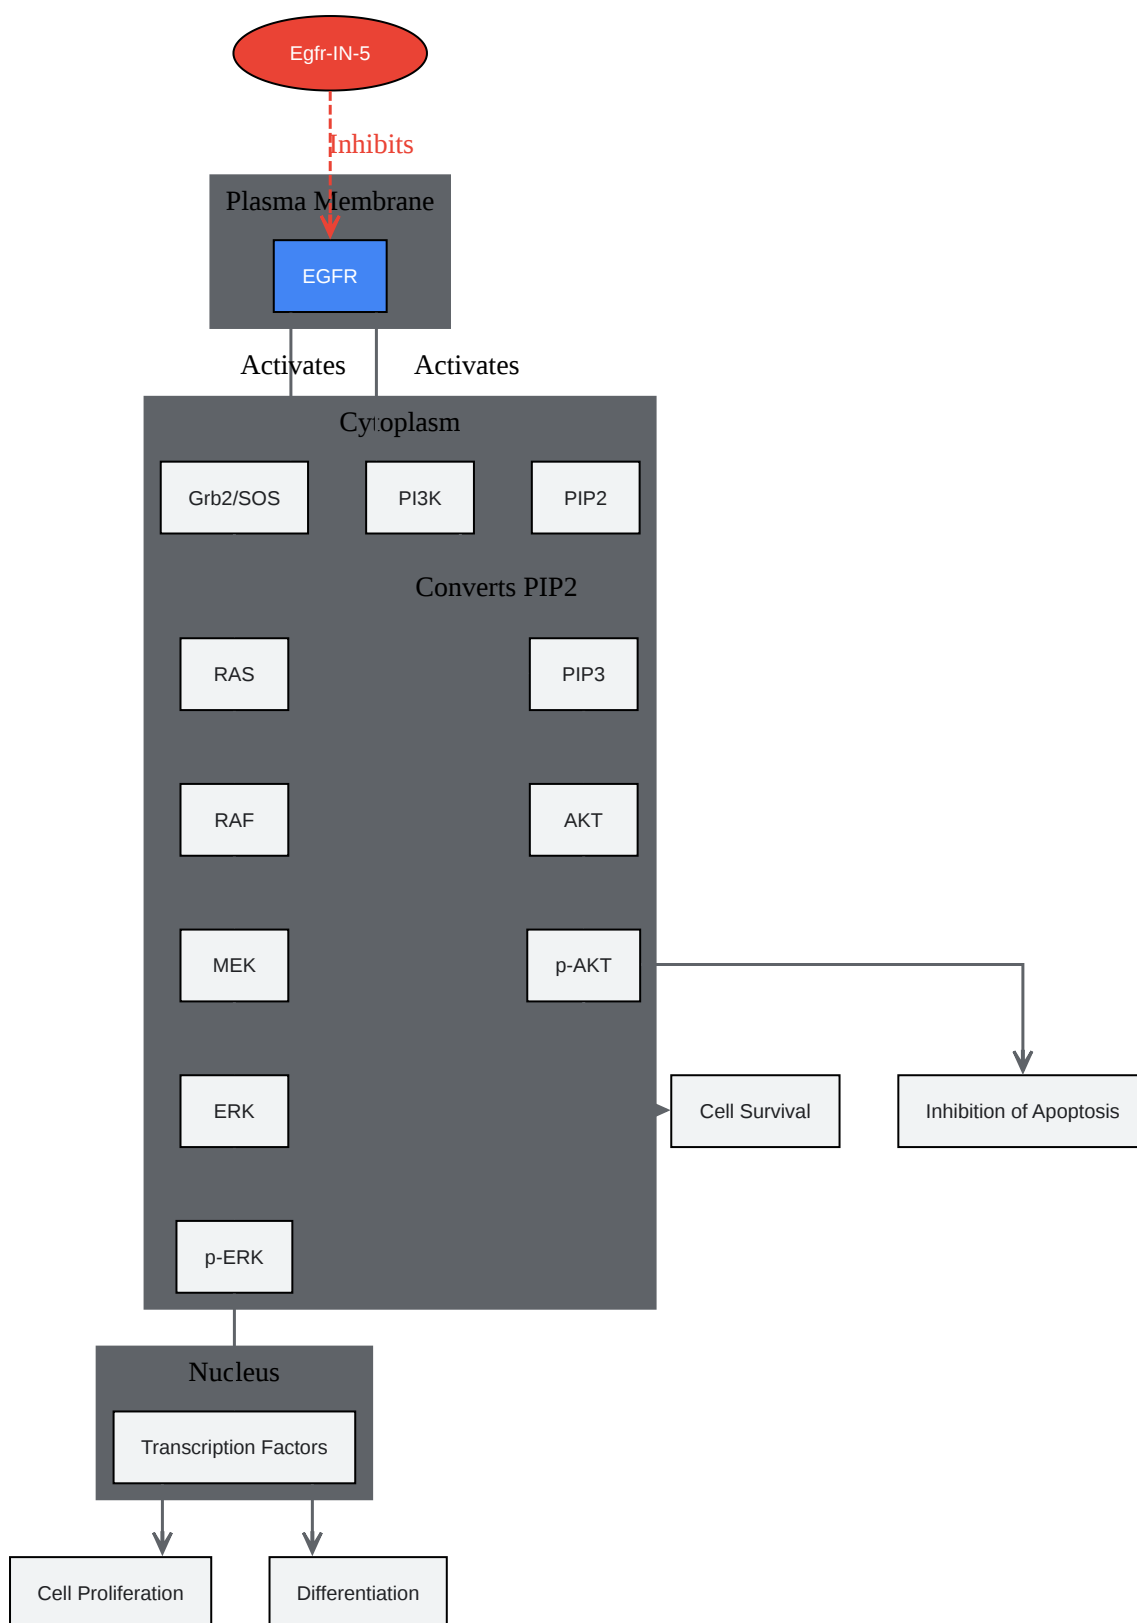 Egfr-IN-5
Inhibits
Plasma Membrane
EGFR
Activates
Activates
Cytoplasm
Grb2/SOS
PI3K
PIP2
Converts PIP2
RAS
PIP3
RAF
AKT
MEK
p-AKT
ERK
Cell Survival
Inhibition of Apoptosis
p-ERK
Nucleus
Transcription Factors
Cell Proliferation
Differentiation